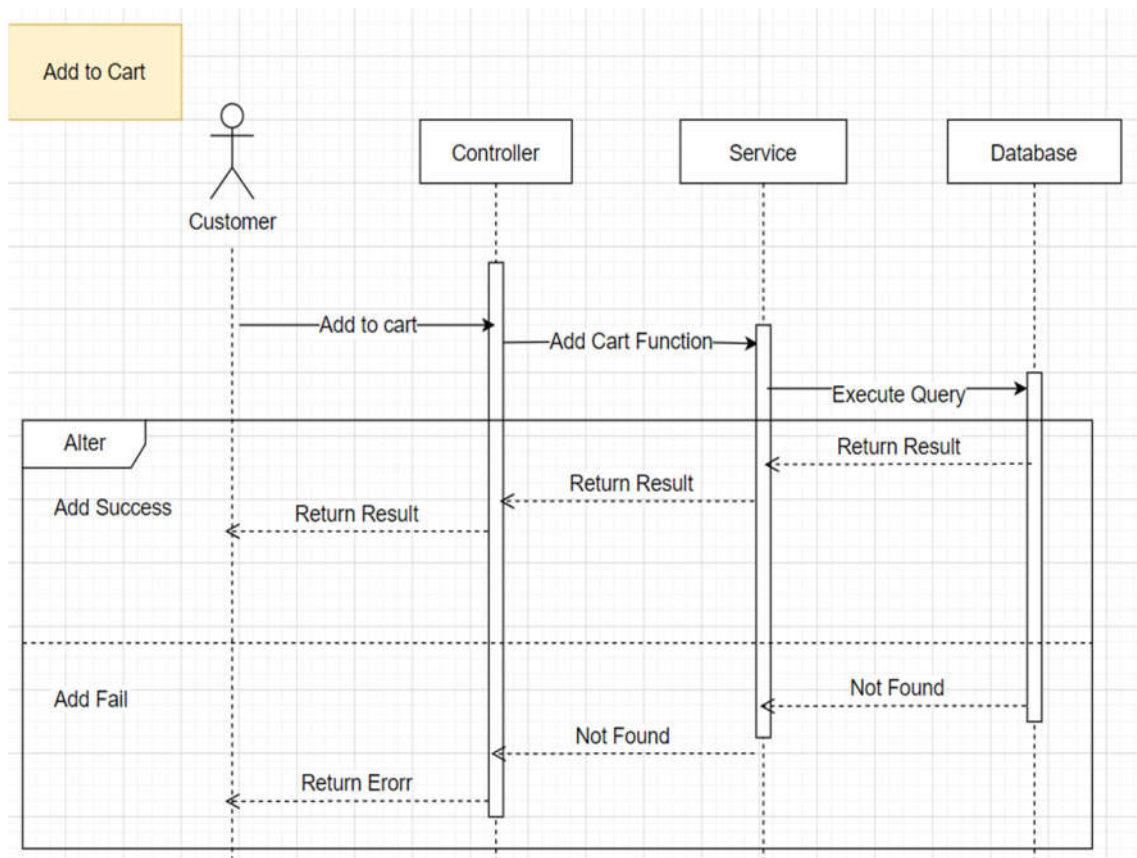 Add to Cart
Customer
Controller
Service
Database
Add to cart
Add Cart Function
Execute Query
Alter
Return Result
Return Result
Add Success
Return Result
Add Fail
Not Found
Not Found
Return Erorr